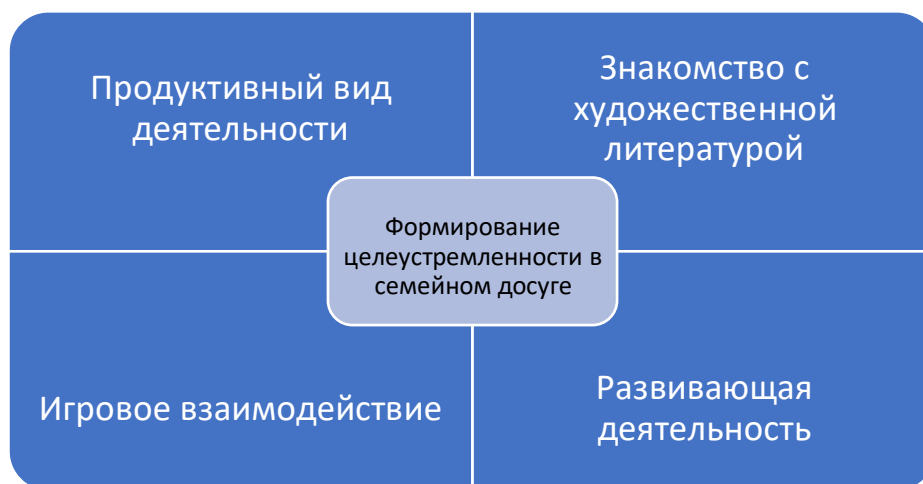 Продуктивный вид
деятельности
Знакомство с
художественной
литературой
Формирование
целеустремленности в
семейном досуге
Игровое взаимодействие
Развивающая
деятельность